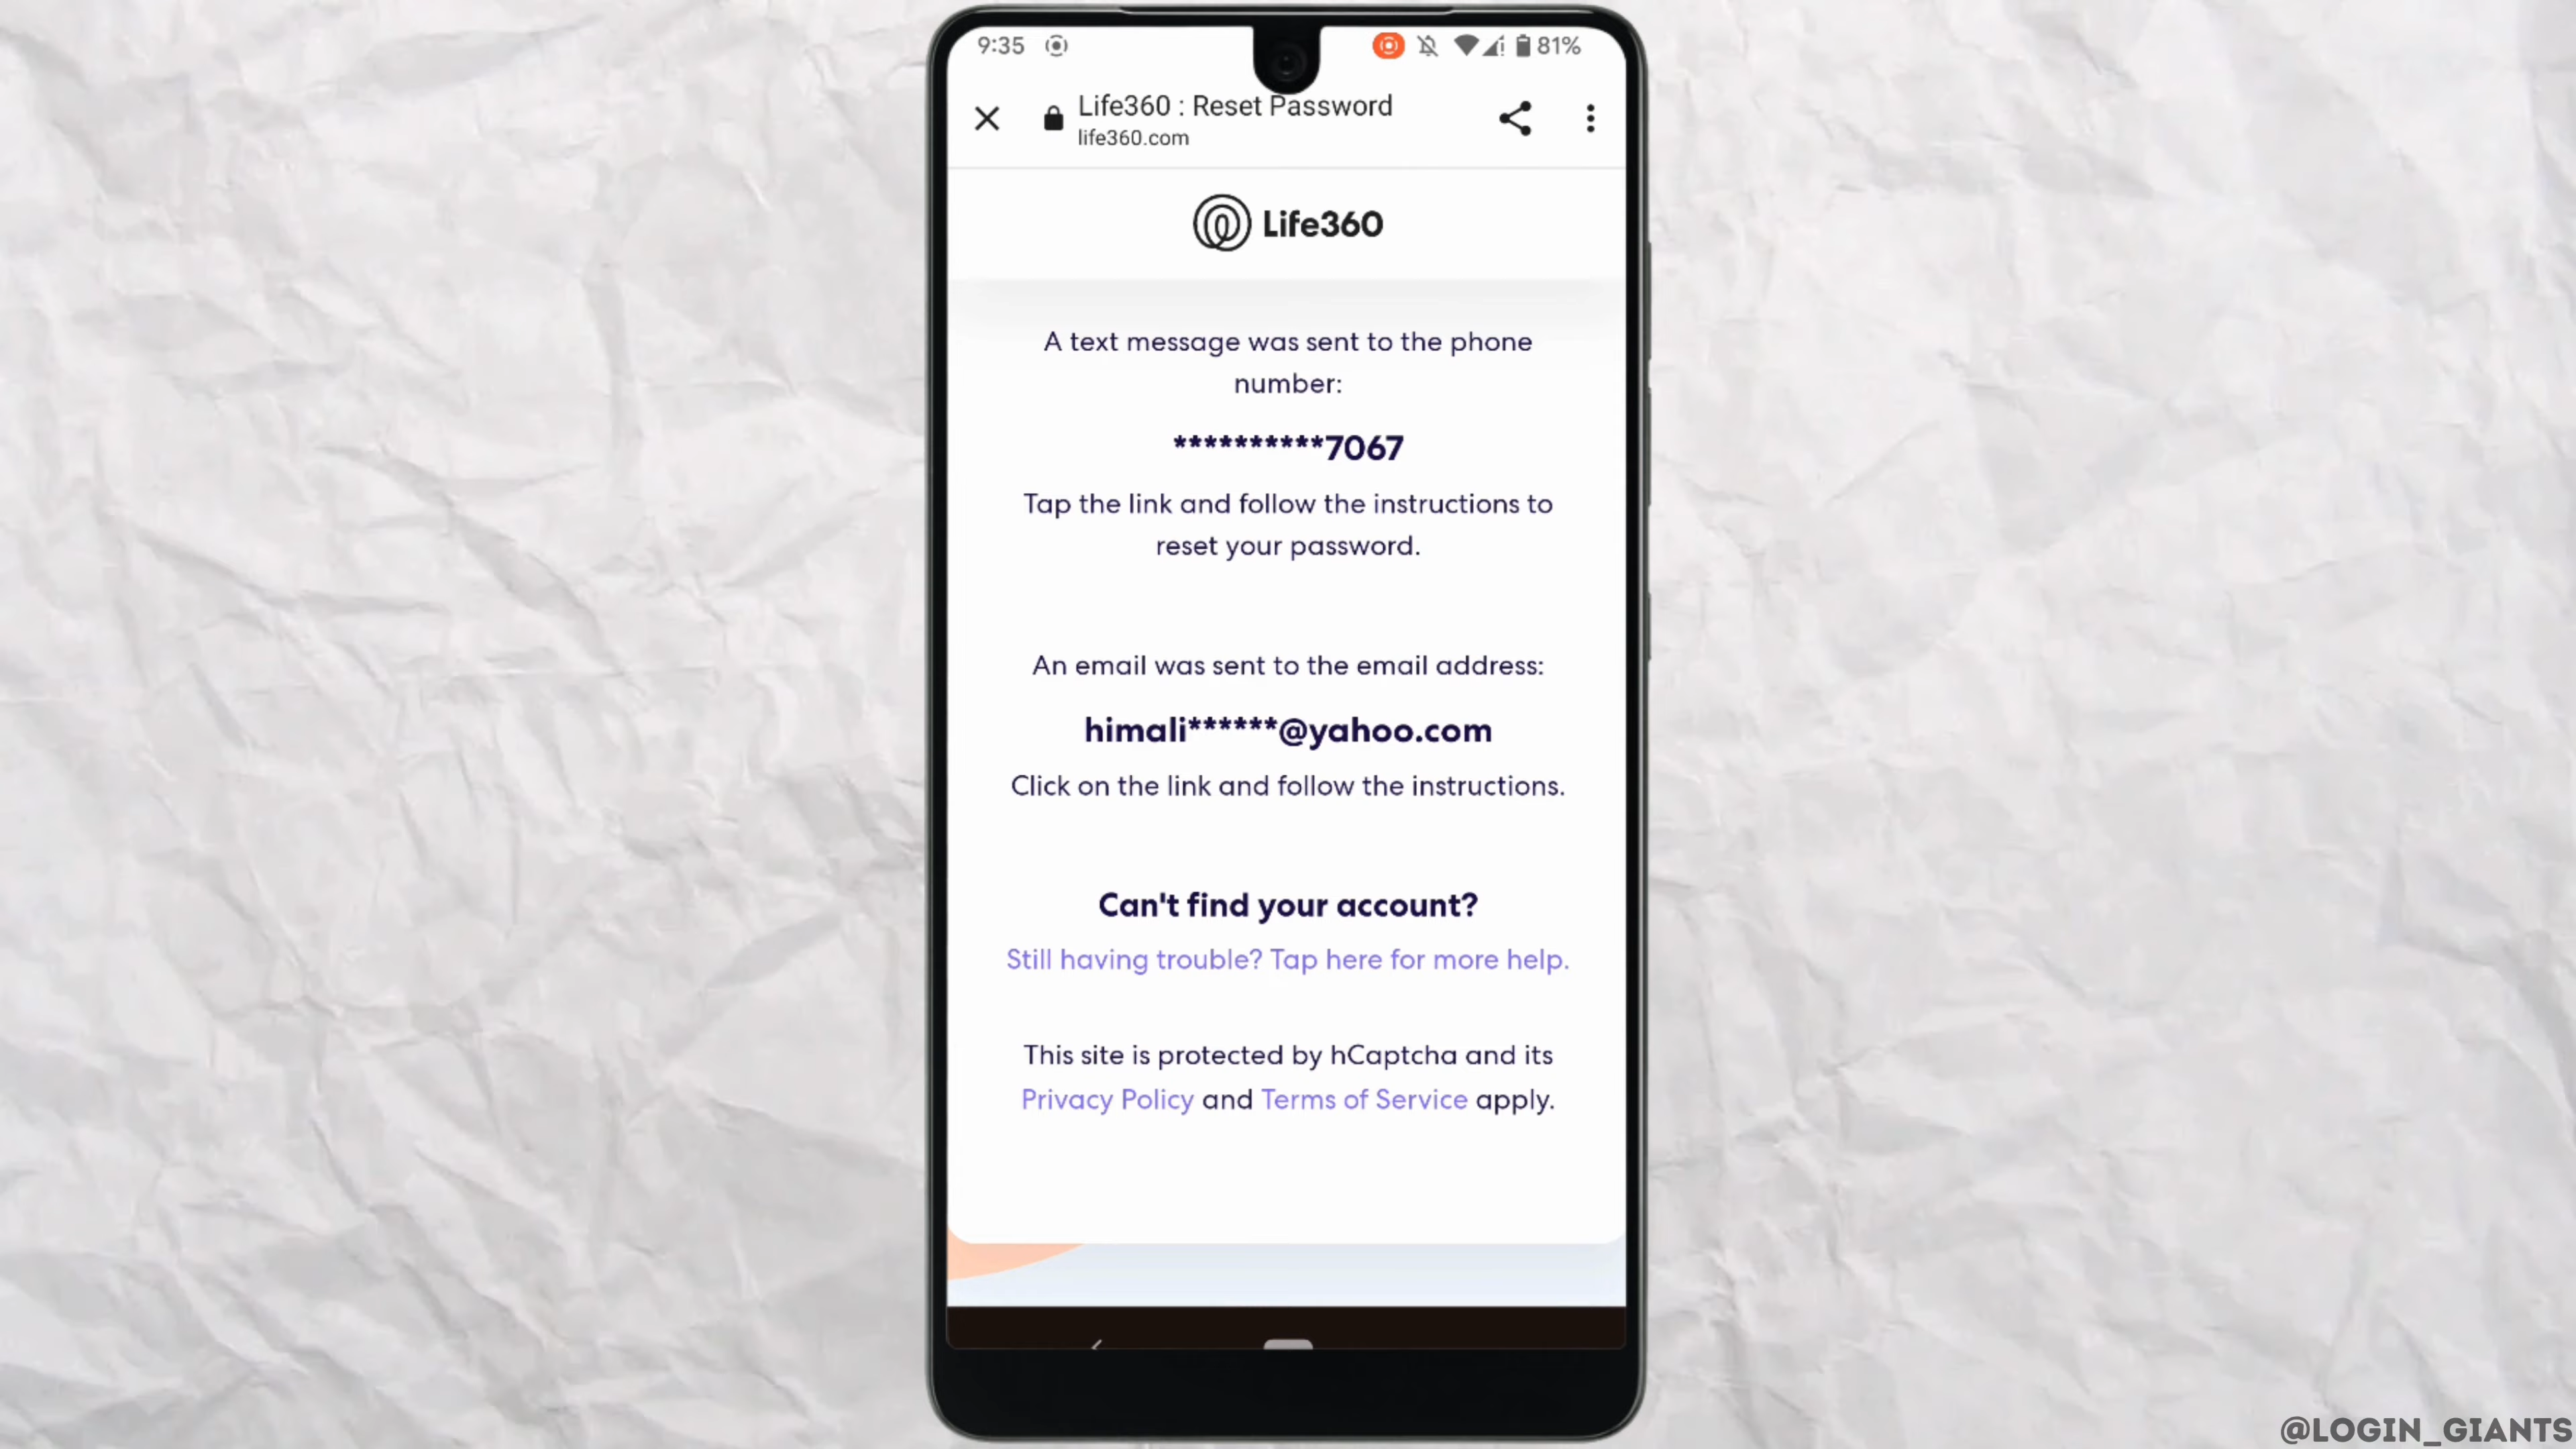 9:35
81%
Life360 : Reset Password
life360.com
Life360
A text message was sent to the phone
number:
**********7067
Tap the link and follow the instructions to
reset your password.
An email was sent to the email address:
himali******@yahoo.com
Click on the link and follow the instructions.
Can't find your account?
Still having trouble? Tap here for more help.
This site is protected by hCaptcha and its
Privacy Policy and Terms of Service apply.
@LOGIN_GIANTS